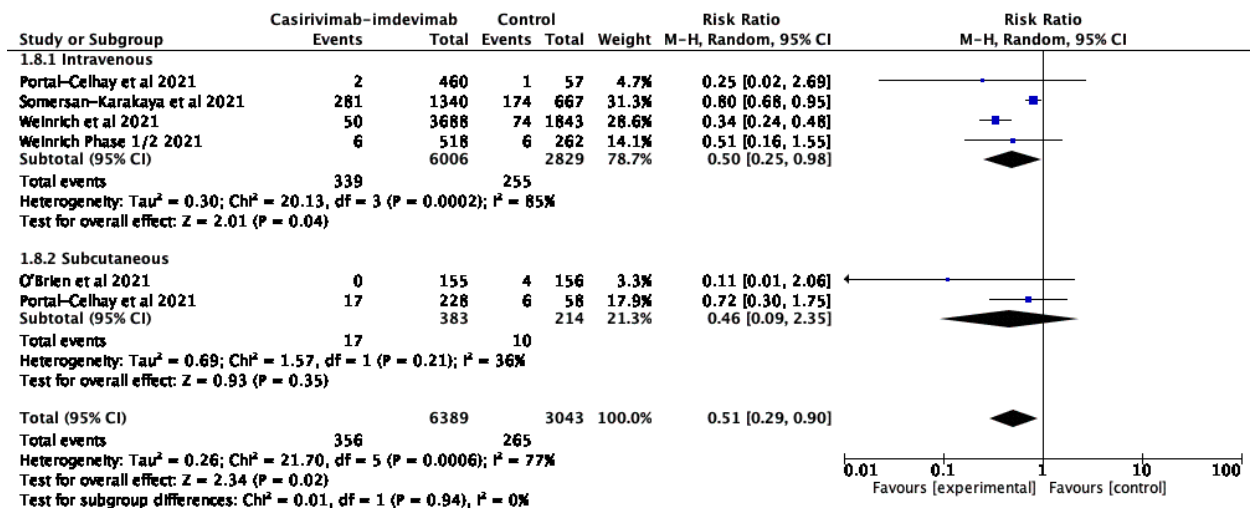 Casirivimab-imdevimab Control Risk Ratio Risk Ratio
Study or Subgroup Events Total Events Total Weight M-H, Random, 95% CI M-H, Random, 95% CI
1.8.1 Intravenous
Portal-Celhay et al 2021 2 460 1 57 4.7% 0.25 [0.02, 2.69]
Somersan-Karakaya et al 2021 281 1340 174 667 31.3% 0.80 [0.68, 0.95]
Weinrich et al 2021 50 3688 74 1843 28.6% 0.34 [0.24, 0.48]
Weinrich Phase 1/2 2021 6 518 6 262 14.1% 0.51 [0.16, 1.55]
Subtotal (95% CI) 6006 2829 78.7% 0.50 [0.25, 0.98]
Total events 339 255
Heterogeneity: Tau² = 0.30; Chi² = 20.13, df = 3 (P = 0.0002); I² = 85%
Test for overall effect: Z = 2.01 (P = 0.04)
1.8.2 Subcutaneous
O'Brien et al 2021 0 155 4 156 3.3% 0.11 [0.01, 2.06]
Portal-Celhay et al 2021 17 228 6 58 17.9% 0.72 [0.30, 1.75]
Subtotal (95% CI) 383 214 21.3% 0.46 [0.09, 2.35]
Total events 17 10
Heterogeneity: Tau² = 0.69; Chi² = 1.57, df = 1 (P = 0.21); I² = 36%
Test for overall effect: Z = 0.93 (P = 0.35)
Total (95% CI) 6389 3043 100.0% 0.51 [0.29, 0.90]
Total events 356 265
Heterogeneity: Tau² = 0.26; Chi² = 21.70, df = 5 (P = 0.0006); I² = 77%
Test for overall effect: Z = 2.34 (P = 0.02)
Test for subgroup differences: Chi² = 0.01, df = 1 (P = 0.94), I² = 0%
0.01 0.1 1 10 100
Favours [experimental] Favours [control]